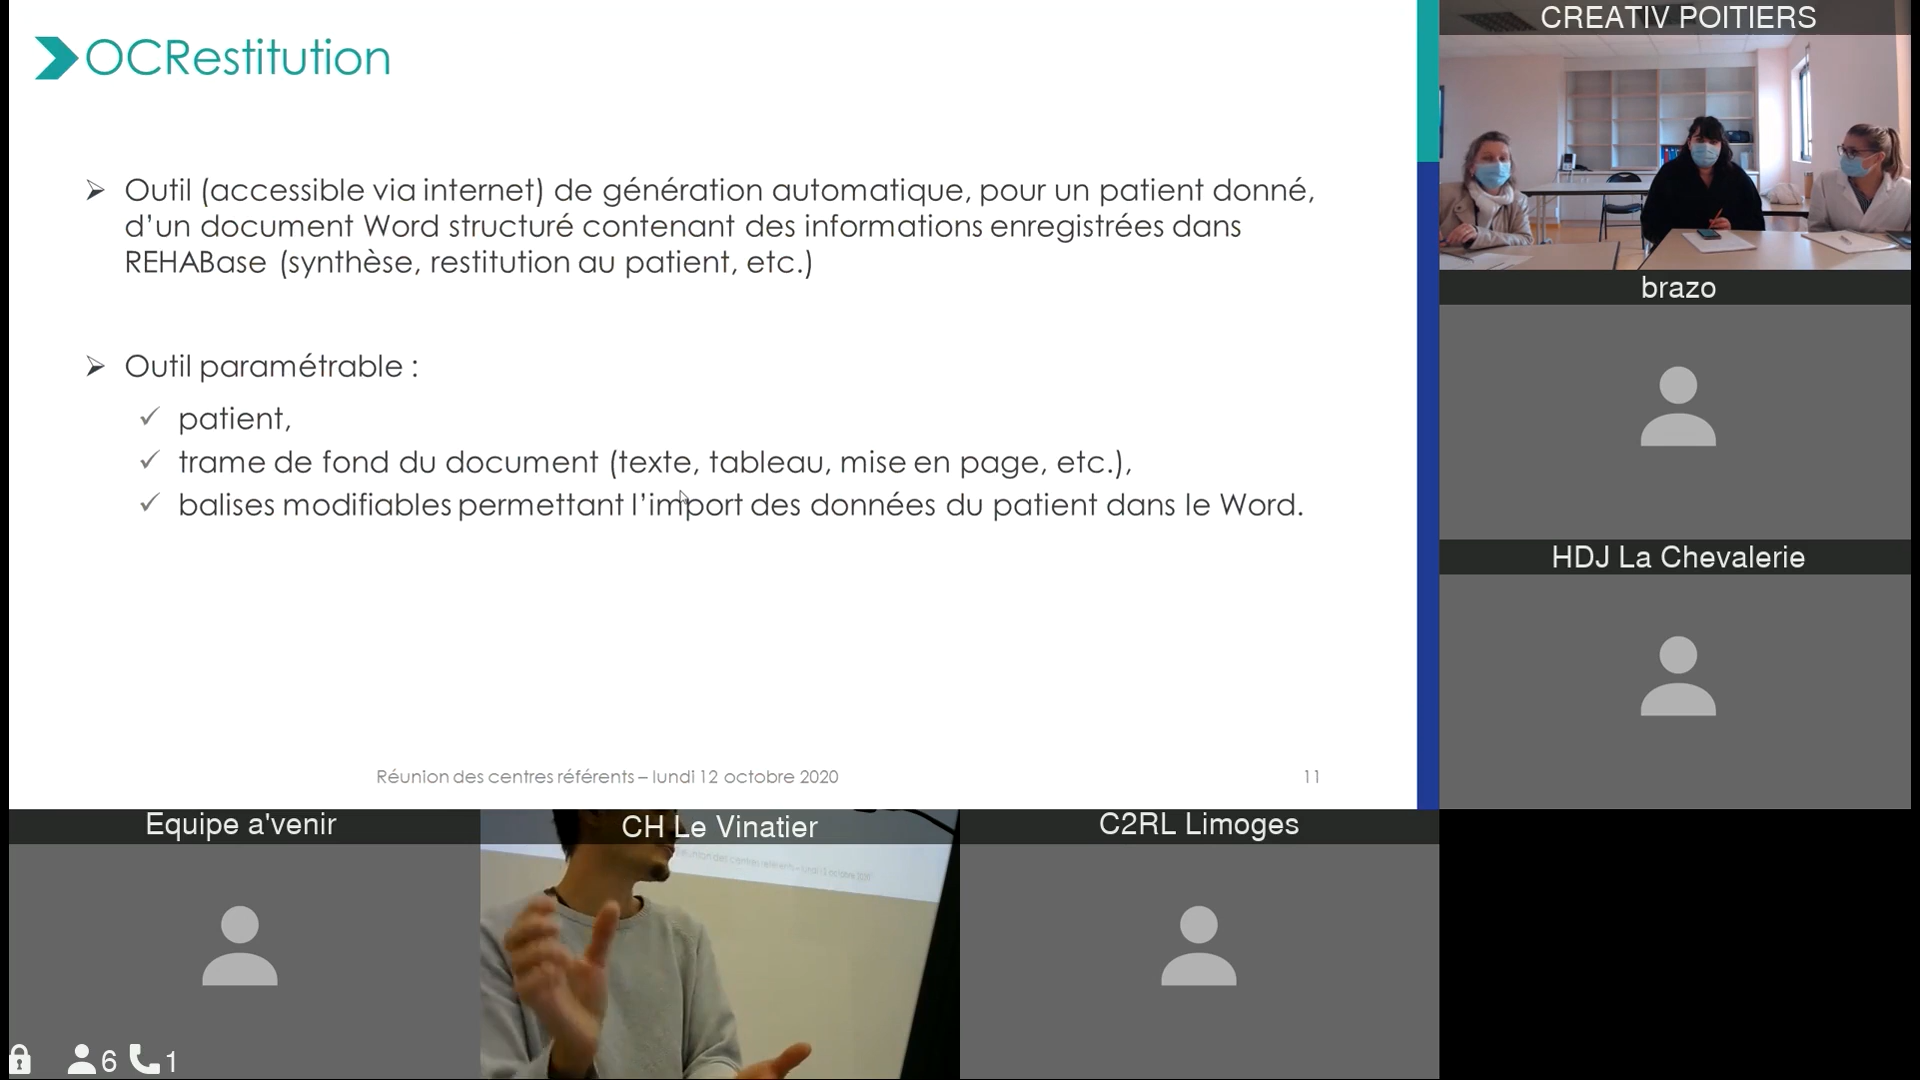 OCRestitution
Outil (accessible via internet) de génération automatique, pour un patient donné,
d’un document Word structuré contenant des informations enregistrées dans
REHABase (synthèse, restitution au patient, etc.)
Outil paramétrable :
patient,
trame de fond du document (texte, tableau, mise en page, etc.),
balises modifiables permettant l’import des données du patient dans le Word.
Réunion des centres référents – lundi 12 octobre 2020
11
CREATIV POITIERS
brazo
HDJ La Chevalerie
Equipe a'venir
CH Le Vinatier
C2RL Limoges
6 1